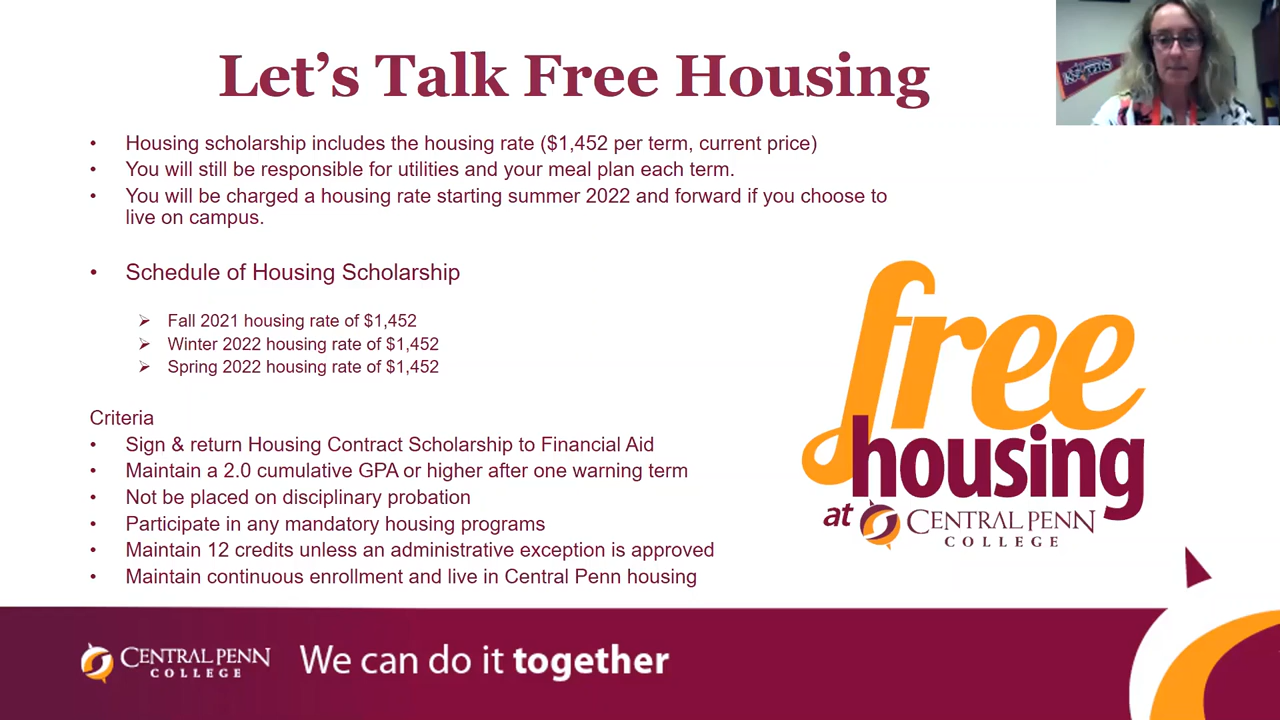 Let's Talk Free Housing
• Housing scholarship includes the housing rate ($1,452 per term, current price)
• You will still be responsible for utilities and your meal plan each term.
• You will be charged a housing rate starting summer 2022 and forward if you choose to
live on campus.
• Schedule of Housing Scholarship
➢ Fall 2021 housing rate of $1,452
➢ Winter 2022 housing rate of $1,452
➢ Spring 2022 housing rate of $1,452
Criteria
• Sign & return Housing Contract Scholarship to Financial Aid
• Maintain a 2.0 cumulative GPA or higher after one warning term
• Not be placed on disciplinary probation
• Participate in any mandatory housing programs
• Maintain 12 credits unless an administrative exception is approved
• Maintain continuous enrollment and live in Central Penn housing
free
housing
at CENTRAL PENN
COLLEGE
CENTRAL PENN
COLLEGE
We can do it together